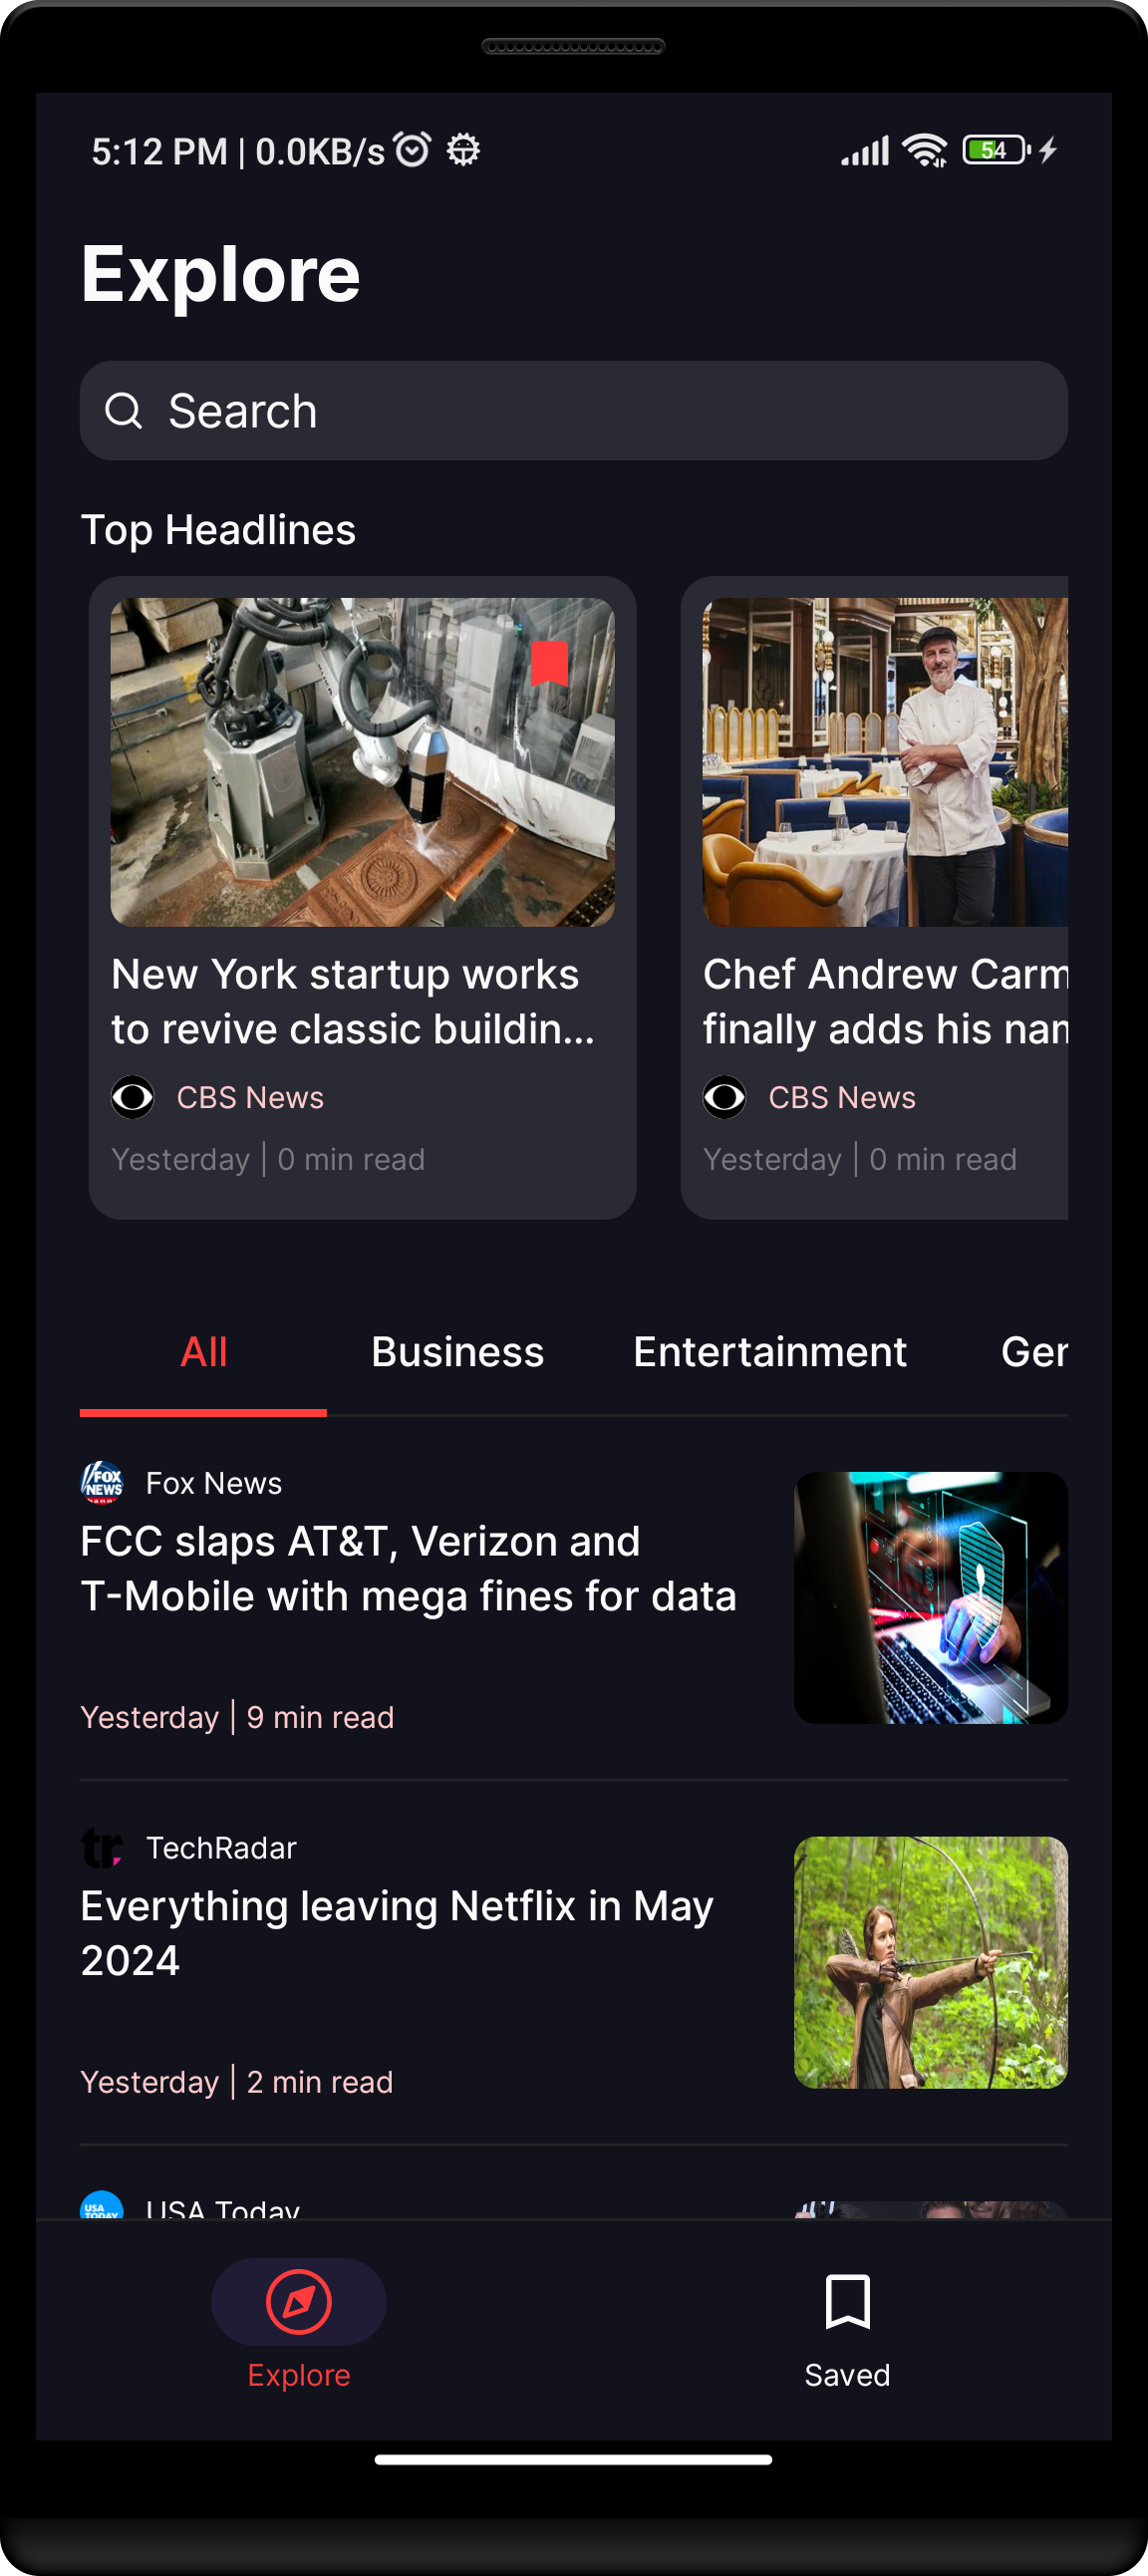 5:12 PM | 0.0KB/s
54
Explore
Search
Top Headlines
New York startup works
to revive classic buildin...
CBS News
Yesterday | 0 min read
Chef Andrew Carm
finally adds his nam
CBS News
Yesterday | 0 min read
All Business Entertainment Gen
FOX NEWS
Fox News
FCC slaps AT&T, Verizon and
T-Mobile with mega fines for data
Yesterday | 9 min read
tr
TechRadar
Everything leaving Netflix in May
2024
Yesterday | 2 min read
USA TODAY
USA Today
Explore
Saved